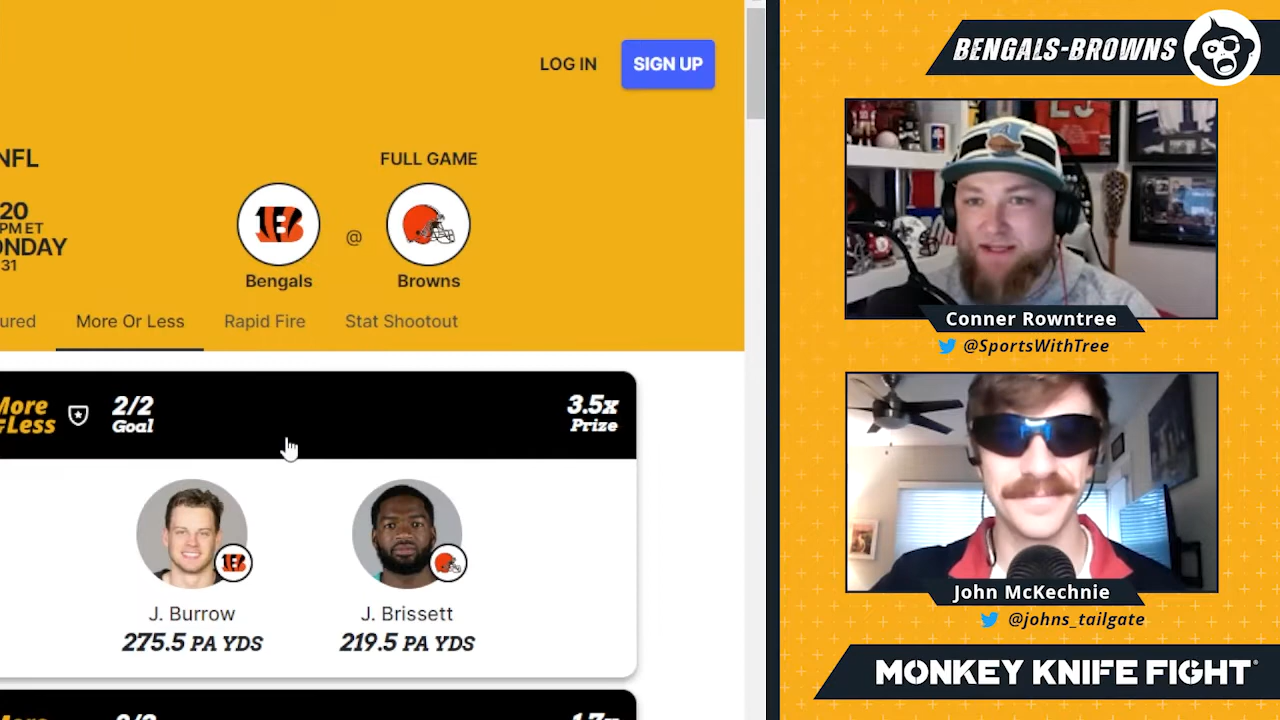 LOG IN
SIGN UP
NFL
FULL GAME
20
PM ET
ONDAY
31
@
Bengals
Browns
ured
More Or Less
Rapid Fire
Stat Shootout
More
rLess
2/2
Goal
3.5x
Prize
J. Burrow
275.5 PA YDS
J. Brissett
219.5 PA YDS
BENGALS-BROWNS
Conner Rowntree
@SportsWithTree
John McKechnie
@johns_tailgate
MONKEY KNIFE FIGHT